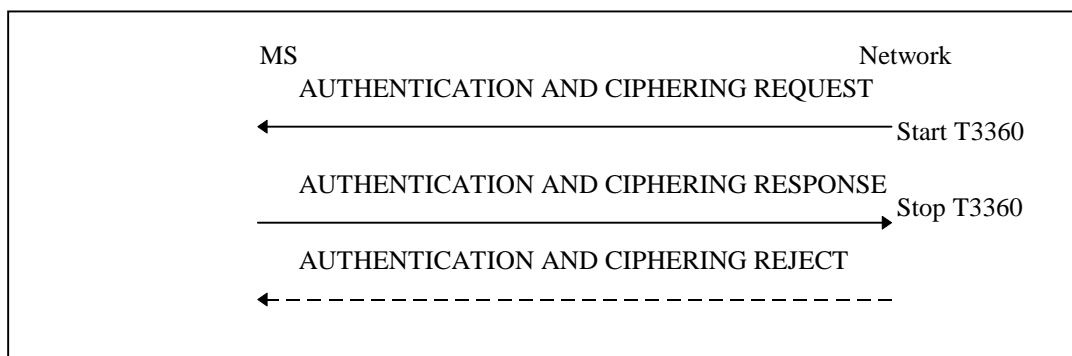 MS Network
AUTHENTICATION AND CIPHERING REQUEST
Start T3360
AUTHENTICATION AND CIPHERING RESPONSE
Stop T3360
AUTHENTICATION AND CIPHERING REJECT